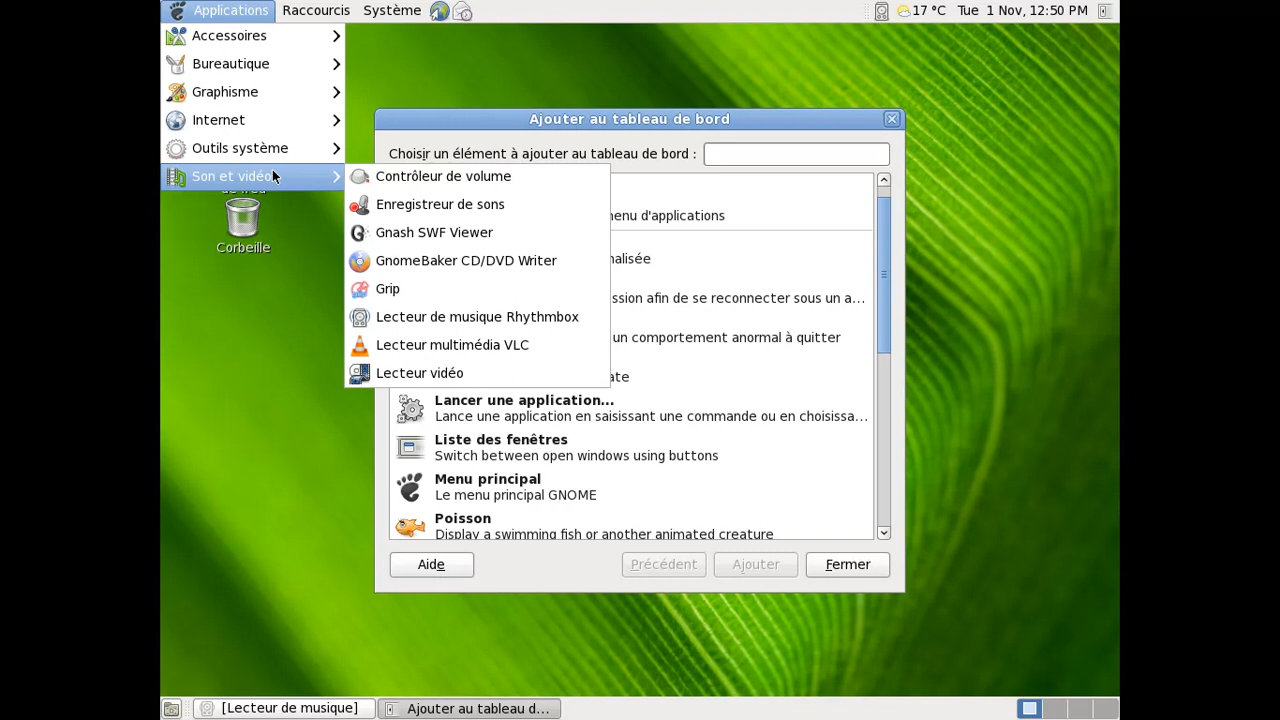 Applications Raccourcis Système 17 °C Tue 1 Nov, 12:50 PM
Accessoires
Bureautique
Graphisme
Internet
Outils système
Son et vidéo
Corbeille
Contrôleur de volume
Enregistreur de sons
Gnash SWF Viewer
GnomeBaker CD/DVD Writer
Grip
Lecteur de musique Rhythmbox
Lecteur multimédia VLC
Lecteur vidéo
Ajouter au tableau de bord
Choisir un élément à ajouter au tableau de bord :
menu d'applications
nalisée
ssion afin de se reconnecter sous un a...
un comportement anormal à quitter
ate
Lancer une application...
Lance une application en saisissant une commande ou en choisissa...
Liste des fenêtres
Switch between open windows using buttons
Menu principal
Le menu principal GNOME
Poisson
Display a swimming fish or another animated creature
Aide Précédent Ajouter Fermer
[Lecteur de musique] Ajouter au tableau d...